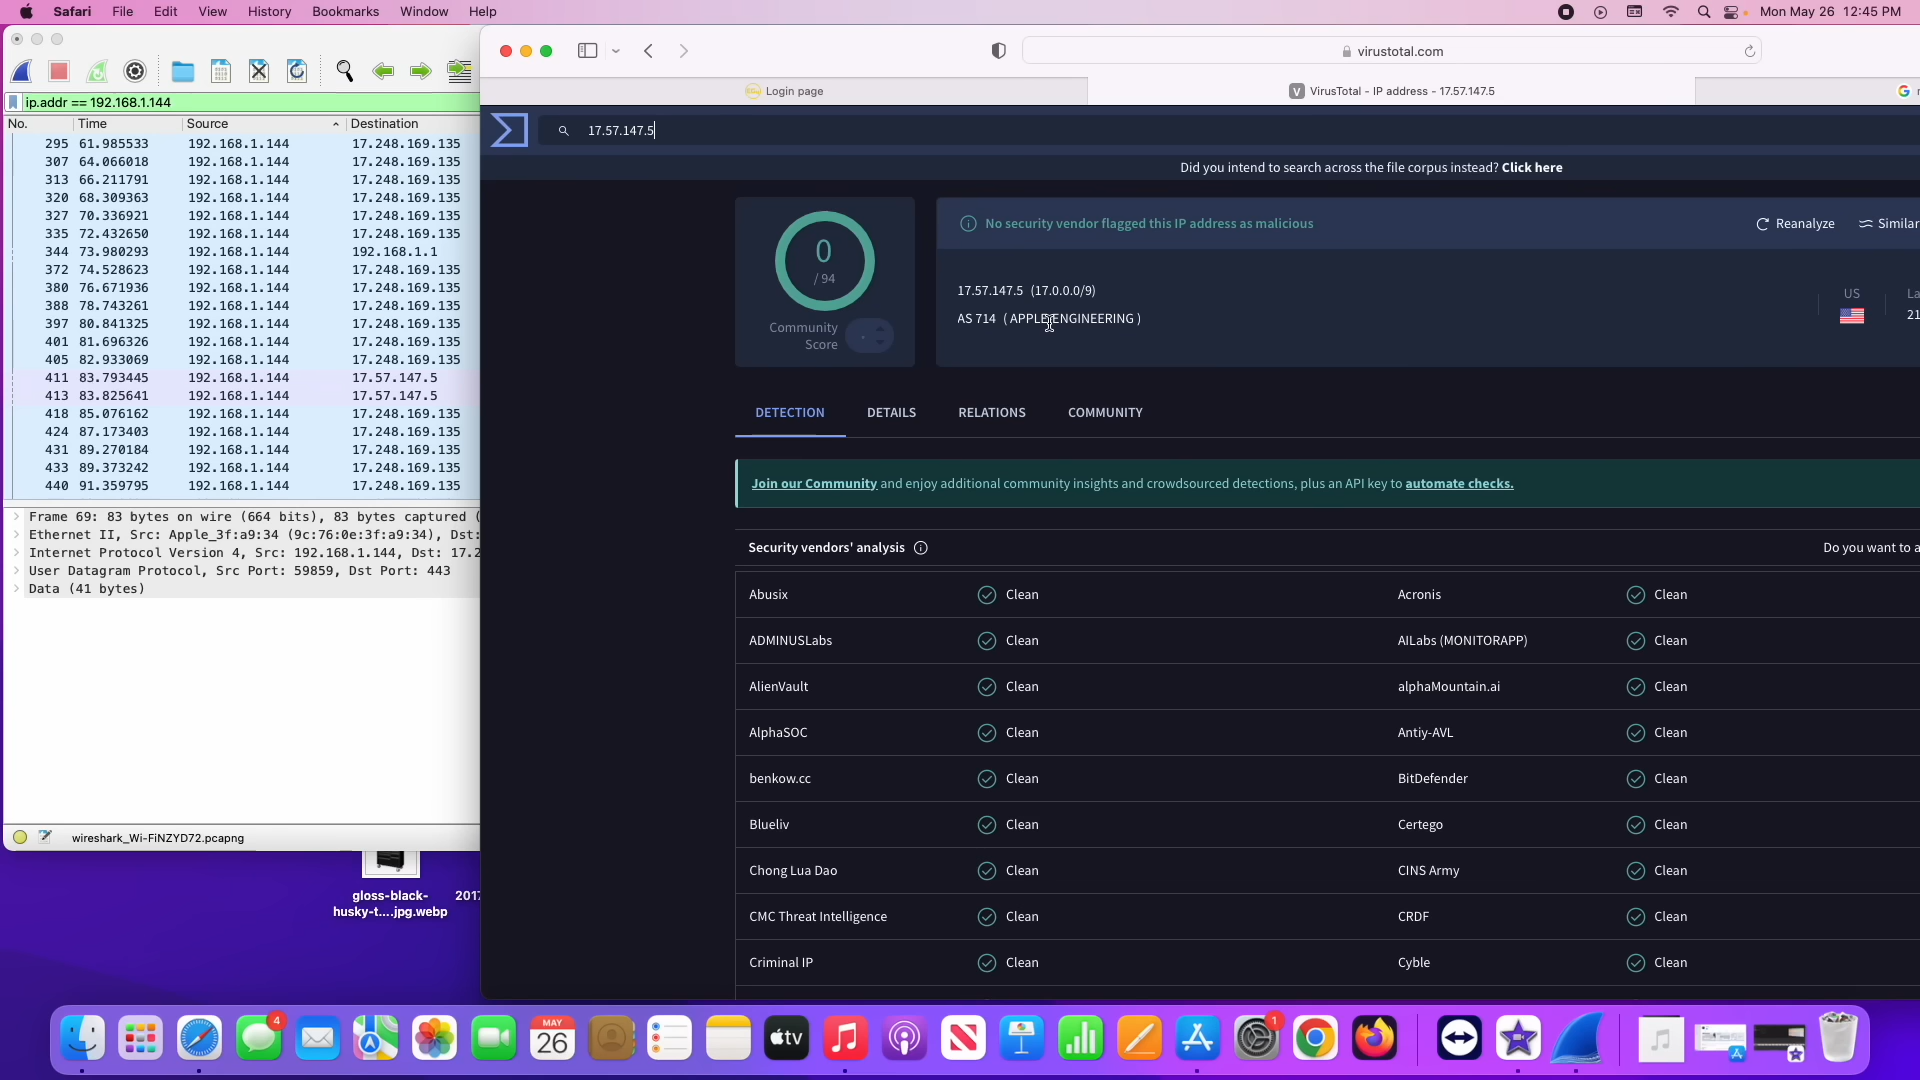 Safari File Edit View History Bookmarks Window Help Mon May 26 12:45 PM
ip.addr == 192.168.1.144
No. Time Source Destination
295 61.985533 192.168.1.144 17.248.169.135
307 64.066018 192.168.1.144 17.248.169.135
313 66.211791 192.168.1.144 17.248.169.135
320 68.309363 192.168.1.144 17.248.169.135
327 70.336921 192.168.1.144 17.248.169.135
335 72.432650 192.168.1.144 17.248.169.135
344 73.980293 192.168.1.144 192.168.1.1
372 74.528623 192.168.1.144 17.248.169.135
380 76.671936 192.168.1.144 17.248.169.135
388 78.743261 192.168.1.144 17.248.169.135
397 80.841325 192.168.1.144 17.248.169.135
401 81.696326 192.168.1.144 17.248.169.135
405 82.933069 192.168.1.144 17.248.169.135
411 83.793445 192.168.1.144 17.57.147.5
413 83.825641 192.168.1.144 17.57.147.5
418 85.076162 192.168.1.144 17.248.169.135
424 87.173403 192.168.1.144 17.248.169.135
431 89.270184 192.168.1.144 17.248.169.135
433 89.373242 192.168.1.144 17.248.169.135
440 91.359795 192.168.1.144 17.248.169.135
Frame 69: 83 bytes on wire (664 bits), 83 bytes captured (
Ethernet II, Src: Apple_3f:a9:34 (9c:76:0e:3f:a9:34), Dst:
Internet Protocol Version 4, Src: 192.168.1.144, Dst: 17.2
User Datagram Protocol, Src Port: 59859, Dst Port: 443
Data (41 bytes)
wireshark_Wi-FiNZYD72.pcapng
gloss-black-
husky-t....jpg.webp
2017
virustotal.com
Login page
V VirusTotal - IP address - 17.57.147.5
17.57.147.5
Did you intend to search across the file corpus instead? Click here
0
/ 94
Community
Score
No security vendor flagged this IP address as malicious
Reanalyze
Similar
17.57.147.5 (17.0.0.0/9)
AS 714 ( APPLE-ENGINEERING )
US
La
21
DETECTION DETAILS RELATIONS COMMUNITY
Join our Community and enjoy additional community insights and crowdsourced detections, plus an API key to automate checks.
Security vendors' analysis
Do you want to a
Abusix Clean Acronis Clean
ADMINUSLabs Clean AILabs (MONITORAPP) Clean
AlienVault Clean alphaMountain.ai Clean
AlphaSOC Clean Antiy-AVL Clean
benkow.cc Clean BitDefender Clean
Blueliv Clean Certego Clean
Chong Lua Dao Clean CINS Army Clean
CMC Threat Intelligence Clean CRDF Clean
Criminal IP Clean Cyble Clean
4
MAY
26
tv
1